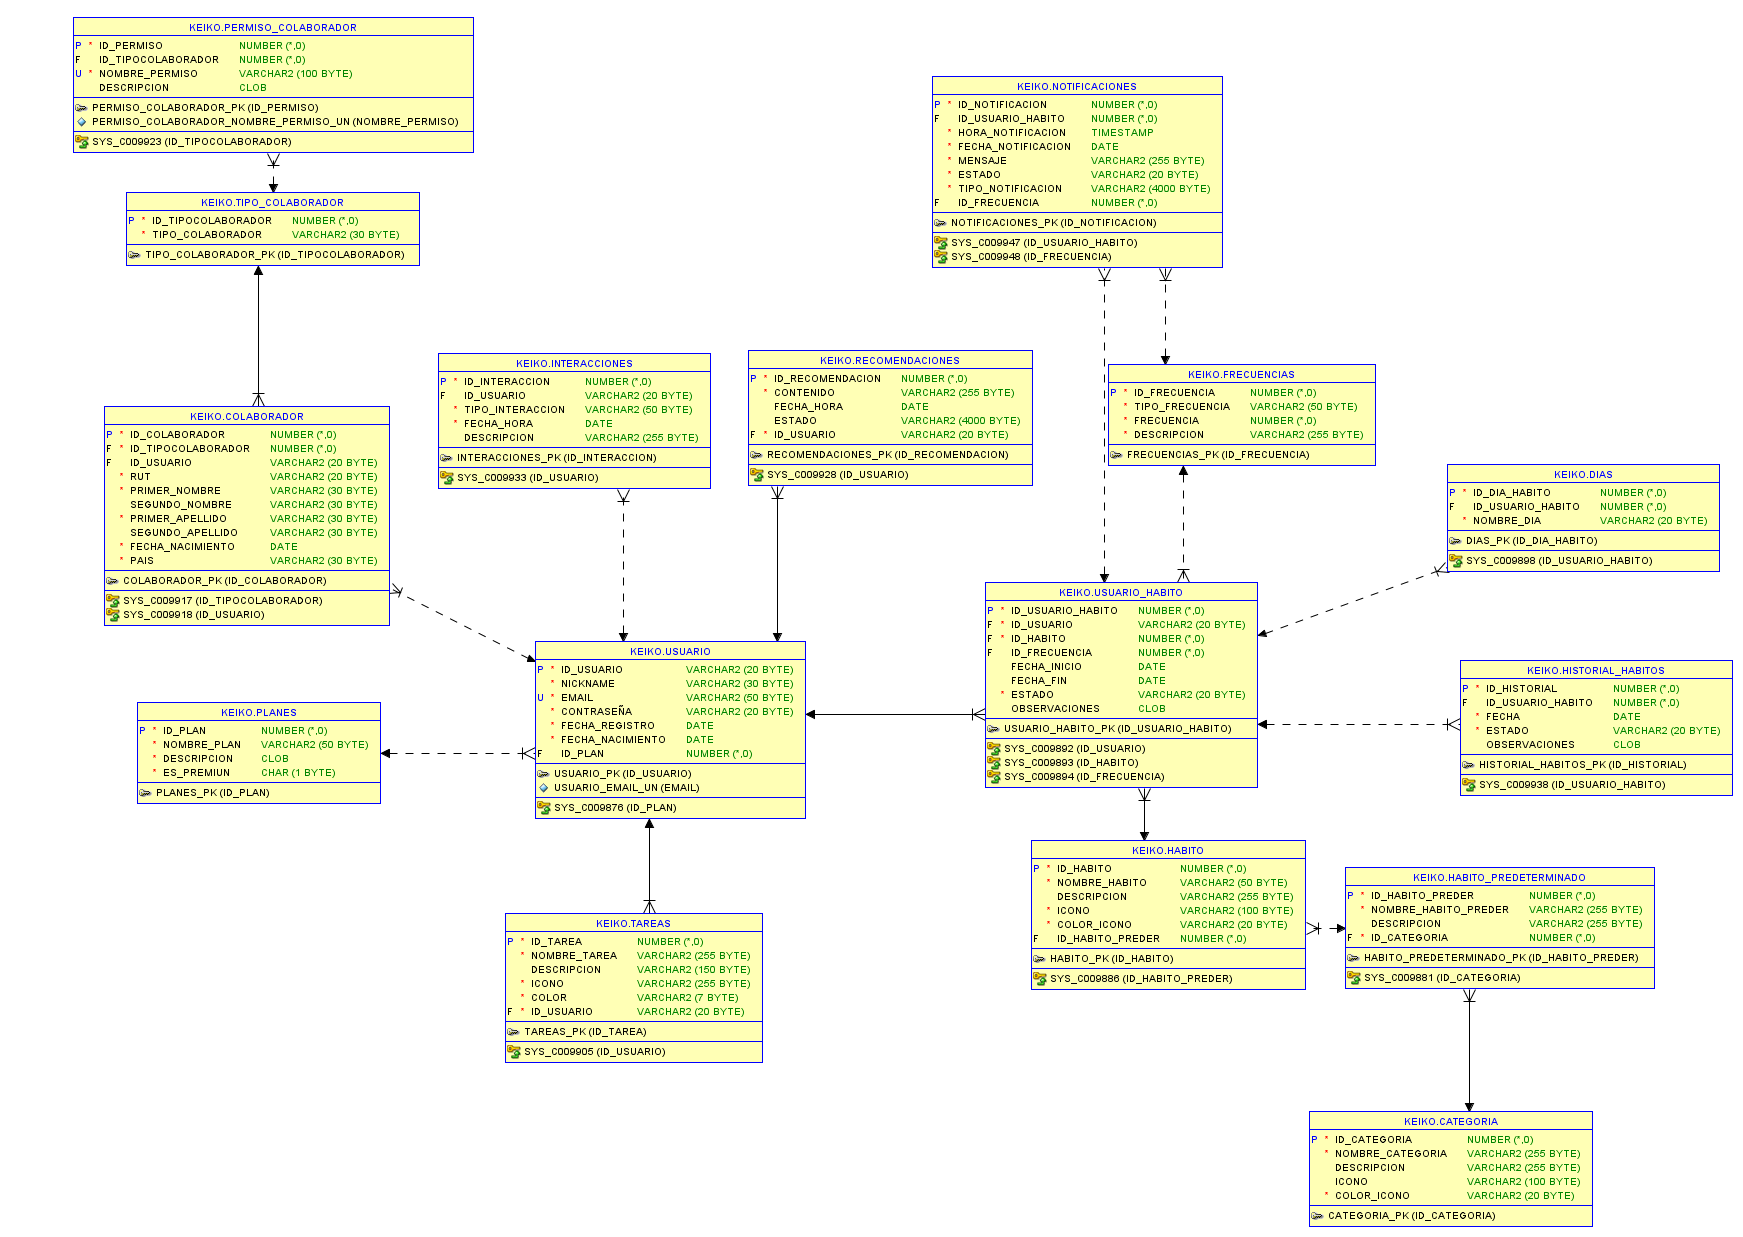 KEIKO.PERMISO_COLABORADOR
P * ID_PERMISO NUMBER (*,0)
F ID_TIPOCOLABORADOR NUMBER (*,0)
U * NOMBRE_PERMISO VARCHAR2 (100 BYTE)
DESCRIPCION CLOB
PERMISO_COLABORADOR_PK (ID_PERMISO)
PERMISO_COLABORADOR_NOMBRE_PERMISO_UN (NOMBRE_PERMISO)
SYS_C009923 (ID_TIPOCOLABORADOR)
KEIKO.TIPO_COLABORADOR
P * ID_TIPOCOLABORADOR NUMBER (*,0)
* TIPO_COLABORADOR VARCHAR2 (30 BYTE)
TIPO_COLABORADOR_PK (ID_TIPOCOLABORADOR)
KEIKO.NOTIFICACIONES
P * ID_NOTIFICACION NUMBER (*,0)
F ID_USUARIO_HABITO NUMBER (*,0)
* HORA_NOTIFICACION TIMESTAMP
* FECHA_NOTIFICACION DATE
* MENSAJE VARCHAR2 (255 BYTE)
* ESTADO VARCHAR2 (20 BYTE)
* TIPO_NOTIFICACION VARCHAR2 (4000 BYTE)
F ID_FRECUENCIA NUMBER (*,0)
NOTIFICACIONES_PK (ID_NOTIFICACION)
SYS_C009947 (ID_USUARIO_HABITO)
SYS_C009948 (ID_FRECUENCIA)
KEIKO.COLABORADOR
P * ID_COLABORADOR NUMBER (*,0)
F * ID_TIPOCOLABORADOR NUMBER (*,0)
F ID_USUARIO VARCHAR2 (20 BYTE)
* RUT VARCHAR2 (20 BYTE)
* PRIMER_NOMBRE VARCHAR2 (30 BYTE)
SEGUNDO_NOMBRE VARCHAR2 (30 BYTE)
* PRIMER_APELLIDO VARCHAR2 (30 BYTE)
SEGUNDO_APELLIDO VARCHAR2 (30 BYTE)
* FECHA_NACIMIENTO DATE
* PAIS VARCHAR2 (30 BYTE)
COLABORADOR_PK (ID_COLABORADOR)
SYS_C009917 (ID_TIPOCOLABORADOR)
SYS_C009918 (ID_USUARIO)
KEIKO.INTERACCIONES
P * ID_INTERACCION NUMBER (*,0)
F ID_USUARIO VARCHAR2 (20 BYTE)
* TIPO_INTERACCION VARCHAR2 (50 BYTE)
* FECHA_HORA DATE
DESCRIPCION VARCHAR2 (255 BYTE)
INTERACCIONES_PK (ID_INTERACCION)
SYS_C009933 (ID_USUARIO)
KEIKO.RECOMENDACIONES
P * ID_RECOMENDACION NUMBER (*,0)
* CONTENIDO VARCHAR2 (255 BYTE)
FECHA_HORA DATE
ESTADO VARCHAR2 (4000 BYTE)
F * ID_USUARIO VARCHAR2 (20 BYTE)
RECOMENDACIONES_PK (ID_RECOMENDACION)
SYS_C009928 (ID_USUARIO)
KEIKO.FRECUENCIAS
P * ID_FRECUENCIA NUMBER (*,0)
* TIPO_FRECUENCIA VARCHAR2 (50 BYTE)
* FRECUENCIA NUMBER (*,0)
* DESCRIPCION VARCHAR2 (255 BYTE)
FRECUENCIAS_PK (ID_FRECUENCIA)
KEIKO.DIAS
P * ID_DIA_HABITO NUMBER (*,0)
F ID_USUARIO_HABITO NUMBER (*,0)
* NOMBRE_DIA VARCHAR2 (20 BYTE)
DIAS_PK (ID_DIA_HABITO)
SYS_C009898 (ID_USUARIO_HABITO)
KEIKO.USUARIO
P * ID_USUARIO VARCHAR2 (20 BYTE)
* NICKNAME VARCHAR2 (30 BYTE)
U * EMAIL VARCHAR2 (50 BYTE)
* CONTRASEÑA VARCHAR2 (20 BYTE)
* FECHA_REGISTRO DATE
* FECHA_NACIMIENTO DATE
F ID_PLAN NUMBER (*,0)
USUARIO_PK (ID_USUARIO)
USUARIO_EMAIL_UN (EMAIL)
SYS_C009876 (ID_PLAN)
KEIKO.USUARIO_HABITO
P * ID_USUARIO_HABITO NUMBER (*,0)
F * ID_USUARIO VARCHAR2 (20 BYTE)
F * ID_HABITO NUMBER (*,0)
F ID_FRECUENCIA NUMBER (*,0)
FECHA_INICIO DATE
FECHA_FIN DATE
* ESTADO VARCHAR2 (20 BYTE)
OBSERVACIONES CLOB
USUARIO_HABITO_PK (ID_USUARIO_HABITO)
SYS_C009892 (ID_USUARIO)
SYS_C009893 (ID_HABITO)
SYS_C009894 (ID_FRECUENCIA)
KEIKO.HISTORIAL_HABITOS
P * ID_HISTORIAL NUMBER (*,0)
F ID_USUARIO_HABITO NUMBER (*,0)
* FECHA DATE
* ESTADO VARCHAR2 (20 BYTE)
OBSERVACIONES CLOB
HISTORIAL_HABITOS_PK (ID_HISTORIAL)
SYS_C009938 (ID_USUARIO_HABITO)
KEIKO.PLANES
P * ID_PLAN NUMBER (*,0)
* NOMBRE_PLAN VARCHAR2 (50 BYTE)
* DESCRIPCION CLOB
* ES_PREMIUN CHAR (1 BYTE)
PLANES_PK (ID_PLAN)
KEIKO.HABITO
P * ID_HABITO NUMBER (*,0)
* NOMBRE_HABITO VARCHAR2 (50 BYTE)
DESCRIPCION VARCHAR2 (255 BYTE)
* ICONO VARCHAR2 (100 BYTE)
* COLOR_ICONO VARCHAR2 (20 BYTE)
F ID_HABITO_PREDER NUMBER (*,0)
HABITO_PK (ID_HABITO)
SYS_C009886 (ID_HABITO_PREDER)
KEIKO.HABITO_PREDETERMINADO
P * ID_HABITO_PREDER NUMBER (*,0)
* NOMBRE_HABITO_PREDER VARCHAR2 (255 BYTE)
DESCRIPCION VARCHAR2 (255 BYTE)
F * ID_CATEGORIA NUMBER (*,0)
HABITO_PREDETERMINADO_PK (ID_HABITO_PREDER)
SYS_C009881 (ID_CATEGORIA)
KEIKO.TAREAS
P * ID_TAREA NUMBER (*,0)
* NOMBRE_TAREA VARCHAR2 (255 BYTE)
DESCRIPCION VARCHAR2 (150 BYTE)
* ICONO VARCHAR2 (255 BYTE)
* COLOR VARCHAR2 (7 BYTE)
F * ID_USUARIO VARCHAR2 (20 BYTE)
TAREAS_PK (ID_TAREA)
SYS_C009905 (ID_USUARIO)
KEIKO.CATEGORIA
P * ID_CATEGORIA NUMBER (*,0)
* NOMBRE_CATEGORIA VARCHAR2 (255 BYTE)
DESCRIPCION VARCHAR2 (255 BYTE)
ICONO VARCHAR2 (100 BYTE)
* COLOR_ICONO VARCHAR2 (20 BYTE)
CATEGORIA_PK (ID_CATEGORIA)